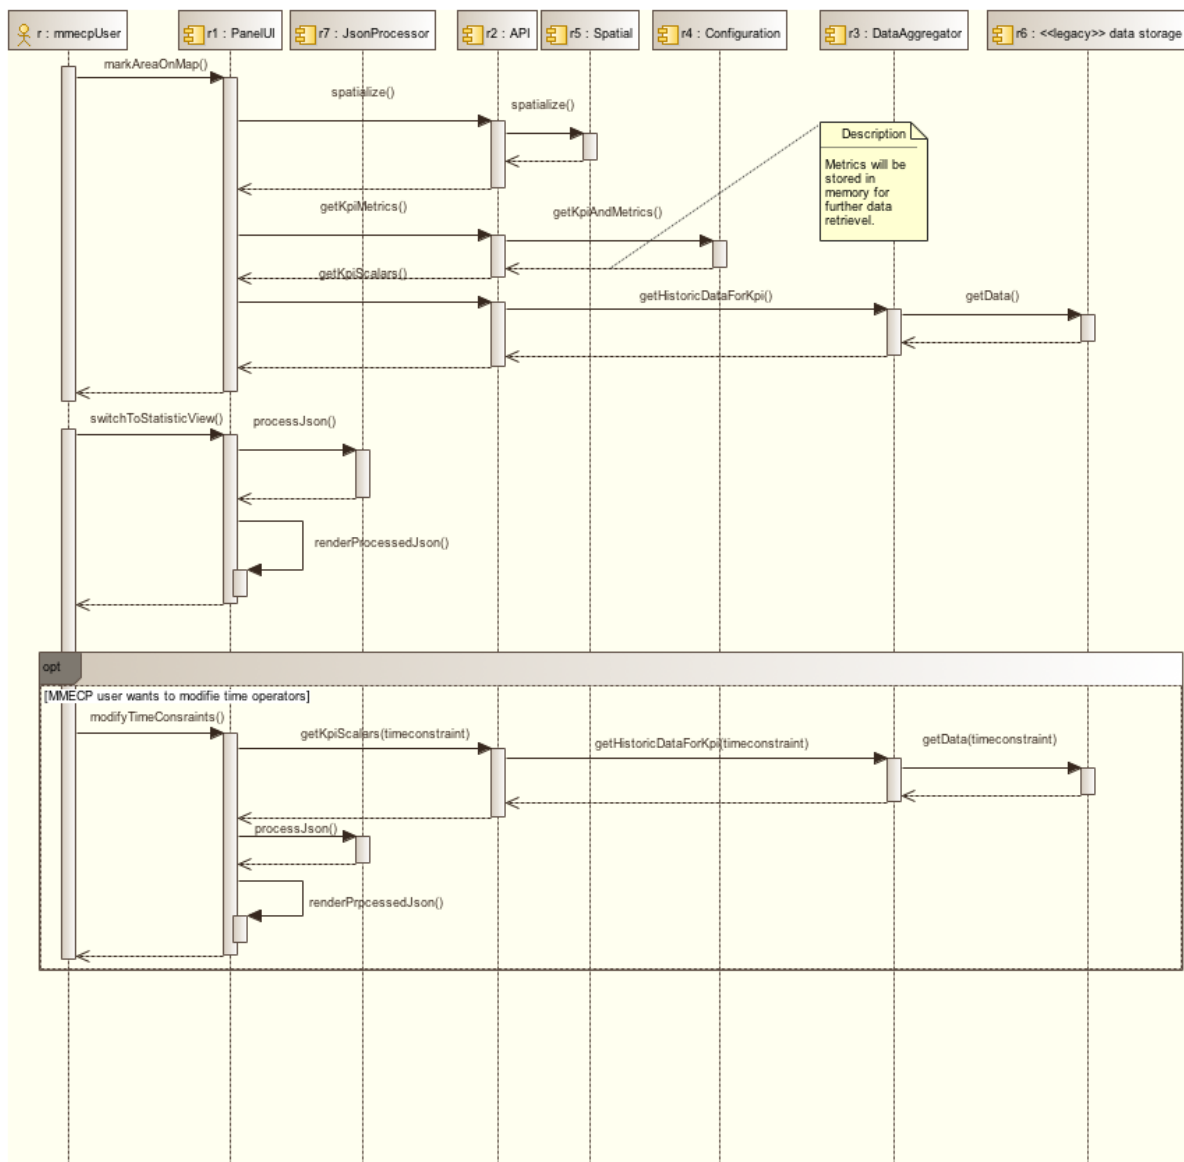 r : mmecpUser
r1 : PanelUI
r7 : JsonProcessor
r2 : API
r5 : Spatial
r4 : Configuration
r3 : DataAggregator
r6 : <<legacy>> data storage
markAreaOnMap()
spatialize()
spatialize()
Description
Metrics will be
stored in
memory for
further data
retrievel.
getKpiMetrics()
getKpiAndMetrics()
getKpiScalars()
getHistoricDataForKpi()
getData()
switchToStatisticView()
processJson()
renderProcessedJson()
opt
[MMECP user wants to modifie time operators]
modifyTimeConsraints()
getKpiScalars(timeconstraint)
getHistoricDataForKpi(timeconstraint)
getData(timeconstraint)
processJson()
renderPrpcessedJson()